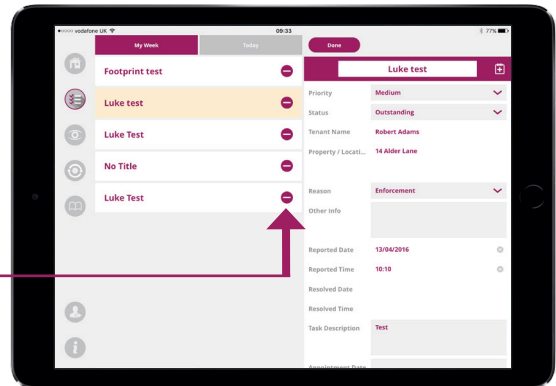 vodafone UK 09:33 77%
My Week Today Done
Footprint test
Luke test
Luke Test
No Title
Luke Test
Luke test
Priority Medium
Status Outstanding
Tenant Name Robert Adams
Property / Locati... 14 Alder Lane
Reason Enforcement
Other Info
Reported Date 13/04/2016
Reported Time 10:10
Resolved Date
Resolved Time
Task Description Test
Appointment Date